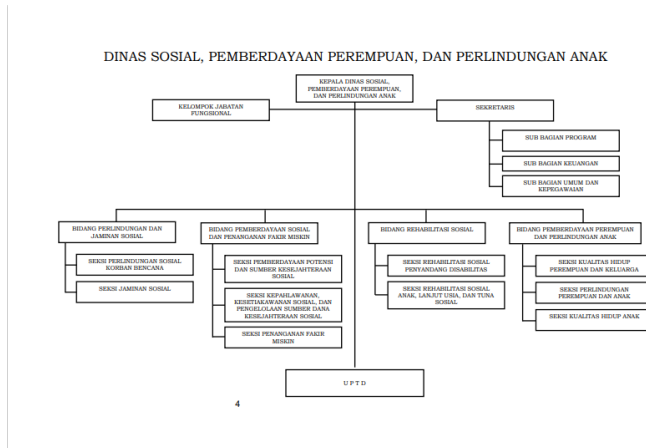 DINAS SOSIAL, PEMBERDAYAAN PEREMPUAN, DAN PERLINDUNGAN ANAK
KEPALA DINAS SOSIAL,
PEMBERDAYAAN PEREMPUAN,
DAN PERLINDUNGAN ANAK
KELOMPOK JABATAN
FUNGSIONAL
SEKRETARIS
SUB BAGIAN PROGRAM
SUB BAGIAN KEUANGAN
SUB BAGIAN UMUM DAN
KEPEGAWAIAN
BIDANG PERLINDUNGAN DAN
JAMINAN SOSIAL
SEKSI PERLINDUNGAN SOSIAL
KORBAN BENCANA
SEKSI JAMINAN SOSIAL
BIDANG PEMBERDAYAAN SOSIAL
DAN PENANGANAN FAKIR MISKIN
SEKSI PEMBERDAYAAN POTENSI
DAN SUMBER KESEJAHTERAAN
SOSIAL
SEKSI KEPAHLAWANAN,
KESETIAKAWANAN SOSIAL, DAN
PENGELOLAAN SUMBER DANA
KESEJAHTERAAN SOSIAL
SEKSI PENANGANAN FAKIR
MISKIN
BIDANG REHABILITASI SOSIAL
SEKSI REHABILITASI SOSIAL
PENYANDANG DISABILITAS
SEKSI REHABILITASI SOSIAL
ANAK, LANJUT USIA, DAN TUNA
SOSIAL
BIDANG PEMBERDAYAAN PEREMPUAN
DAN PERLINDUNGAN ANAK
SEKSI KUALITAS HIDUP
PEREMPUAN DAN KELUARGA
SEKSI PERLINDUNGAN
PEREMPUAN DAN ANAK
SEKSI KUALITAS HIDUP ANAK
U P T D
4